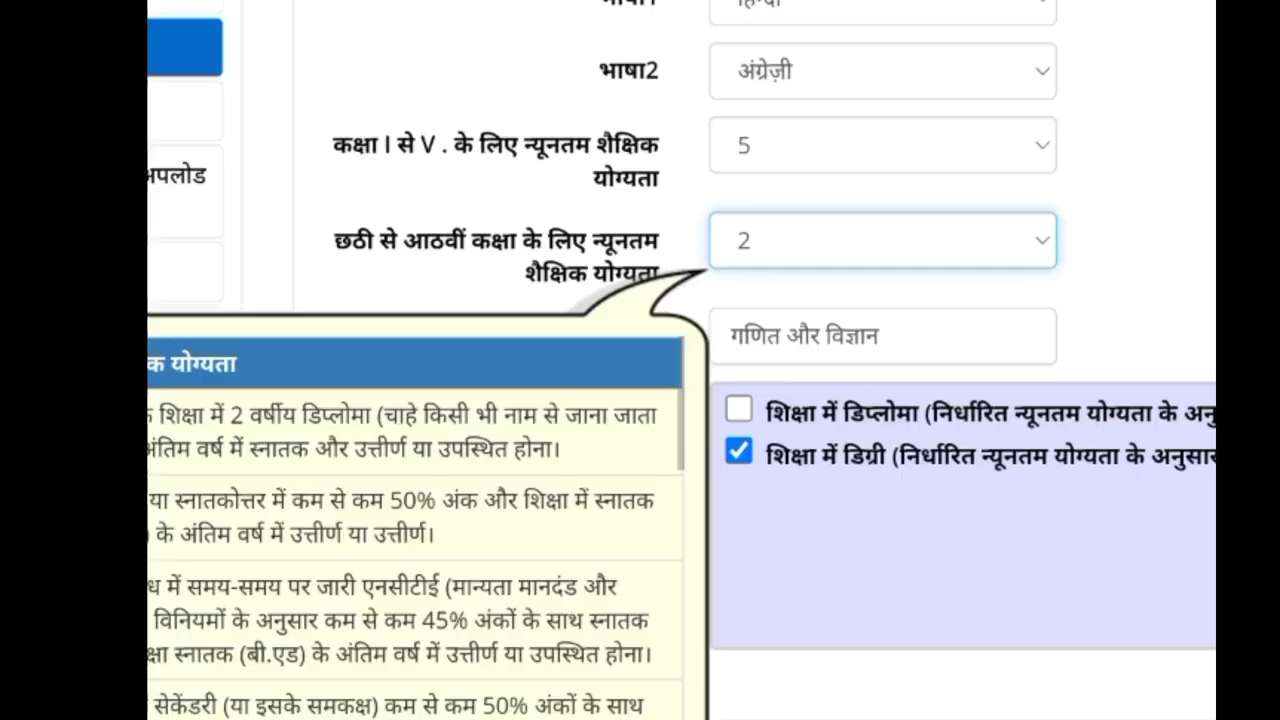 भाषा1
हिन्दी
भाषा2
अंग्रेज़ी
कक्षा I से V . के लिए न्यूनतम शैक्षिक
योग्यता
5
अपलोड
छठी से आठवीं कक्षा के लिए न्यूनतम
शैक्षिक योग्यता
2
गणित और विज्ञान
क योग्यता
शिक्षा में 2 वर्षीय डिप्लोमा (चाहे किसी भी नाम से जाना जाता
अंतिम वर्ष में स्नातक और उत्तीर्ण या उपस्थित होना।
या स्नातकोत्तर में कम से कम 50% अंक और शिक्षा में स्नातक
) के अंतिम वर्ष में उत्तीर्ण या उत्तीर्ण।
ध में समय-समय पर जारी एनसीटीई (मान्यता मानदंड और
विनियमों के अनुसार कम से कम 45% अंकों के साथ स्नातक
क्षा स्नातक (बी.एड) के अंतिम वर्ष में उत्तीर्ण या उपस्थित होना।
सेकेंडरी (या इसके समकक्ष) कम से कम 50% अंकों के साथ
शिक्षा में डिप्लोमा (निर्धारित न्यूनतम योग्यता के अनु
शिक्षा में डिग्री (निर्धारित न्यूनतम योग्यता के अनुसार